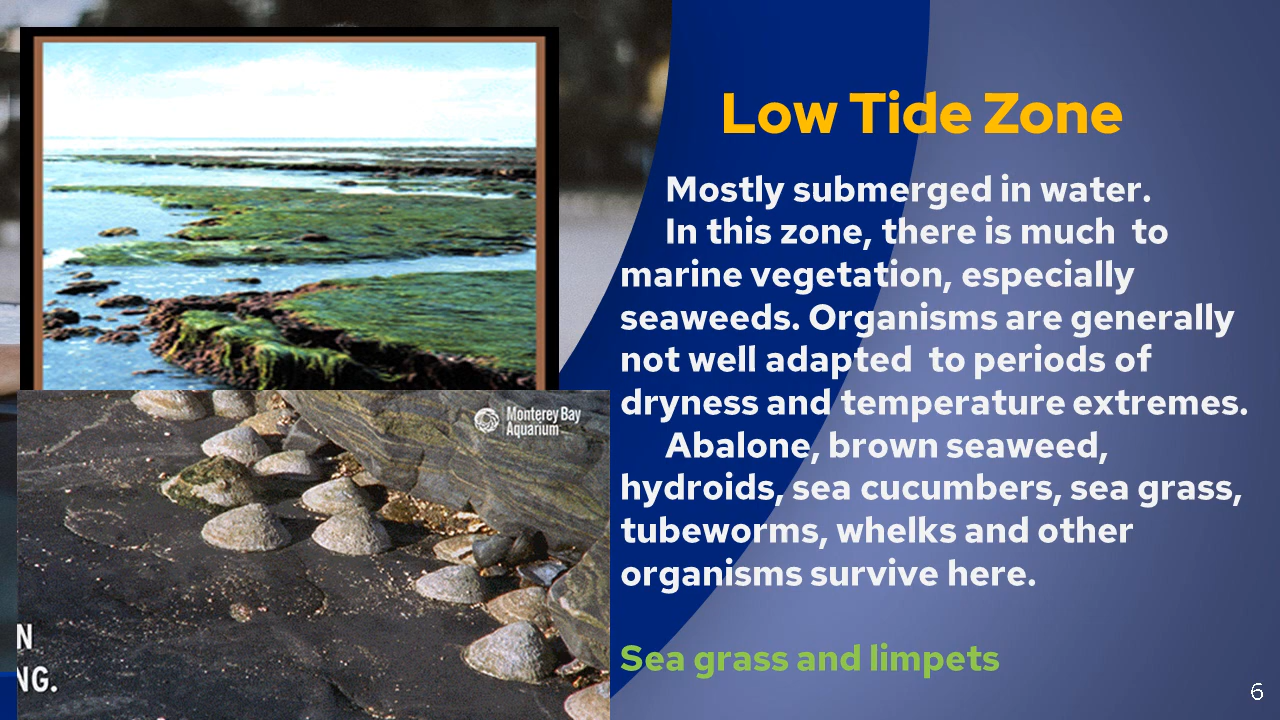 Low Tide Zone
Mostly submerged in water.
In this zone, there is much  to
marine vegetation, especially
seaweeds. Organisms are generally
not well adapted  to periods of
dryness and temperature extremes.
Abalone, brown seaweed,
hydroids, sea cucumbers, sea grass,
tubeworms, whelks and other
organisms survive here.
Sea grass and limpets
Monterey Bay
Aquarium
N
NG.
6